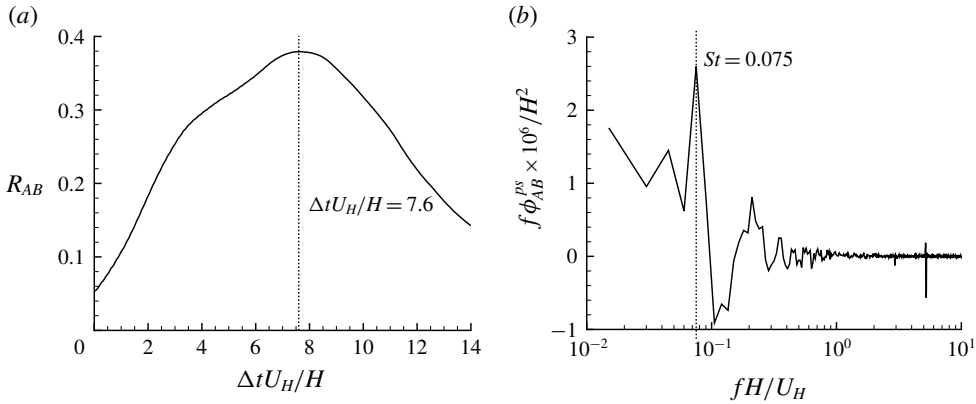 (a)
0.4
0.3
R_AB 0.2
0.1
ΔtU_H/H = 7.6
0 2 4 6 8 10 12 14
ΔtU_H/H
(b)
3
2
1
0
−1
fϕ_AB^ps × 10^6/H^2
St = 0.075
10^−2 10^−1 10^0 10^1
fH/U_H